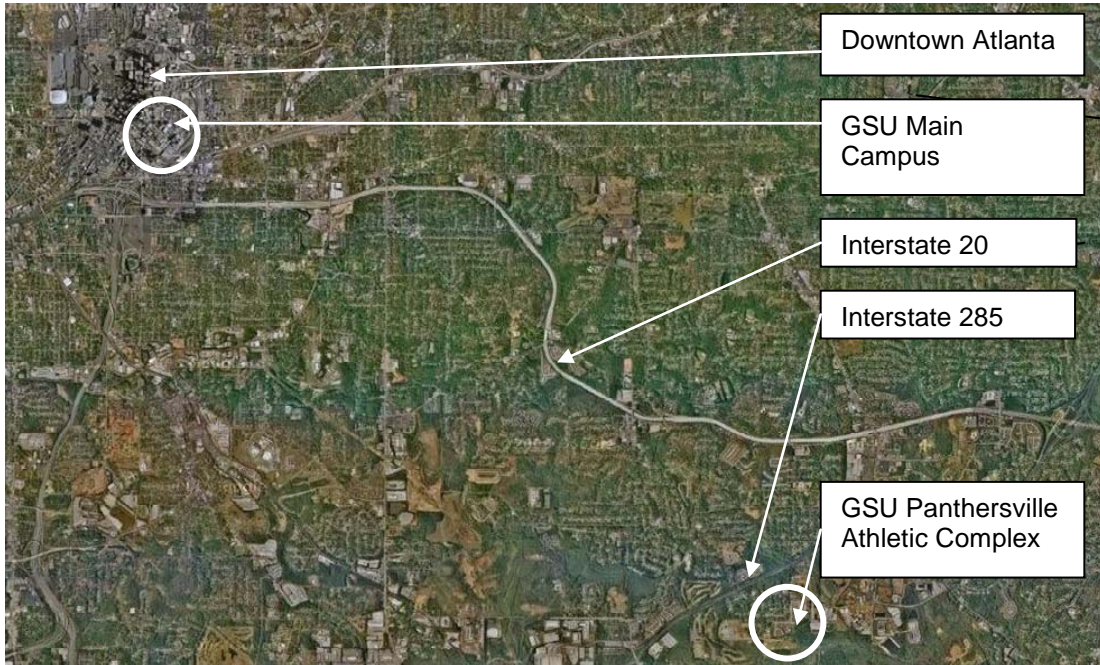 Downtown Atlanta
GSU Main
Campus
Interstate 20
Interstate 285
GSU Panthersville
Athletic Complex